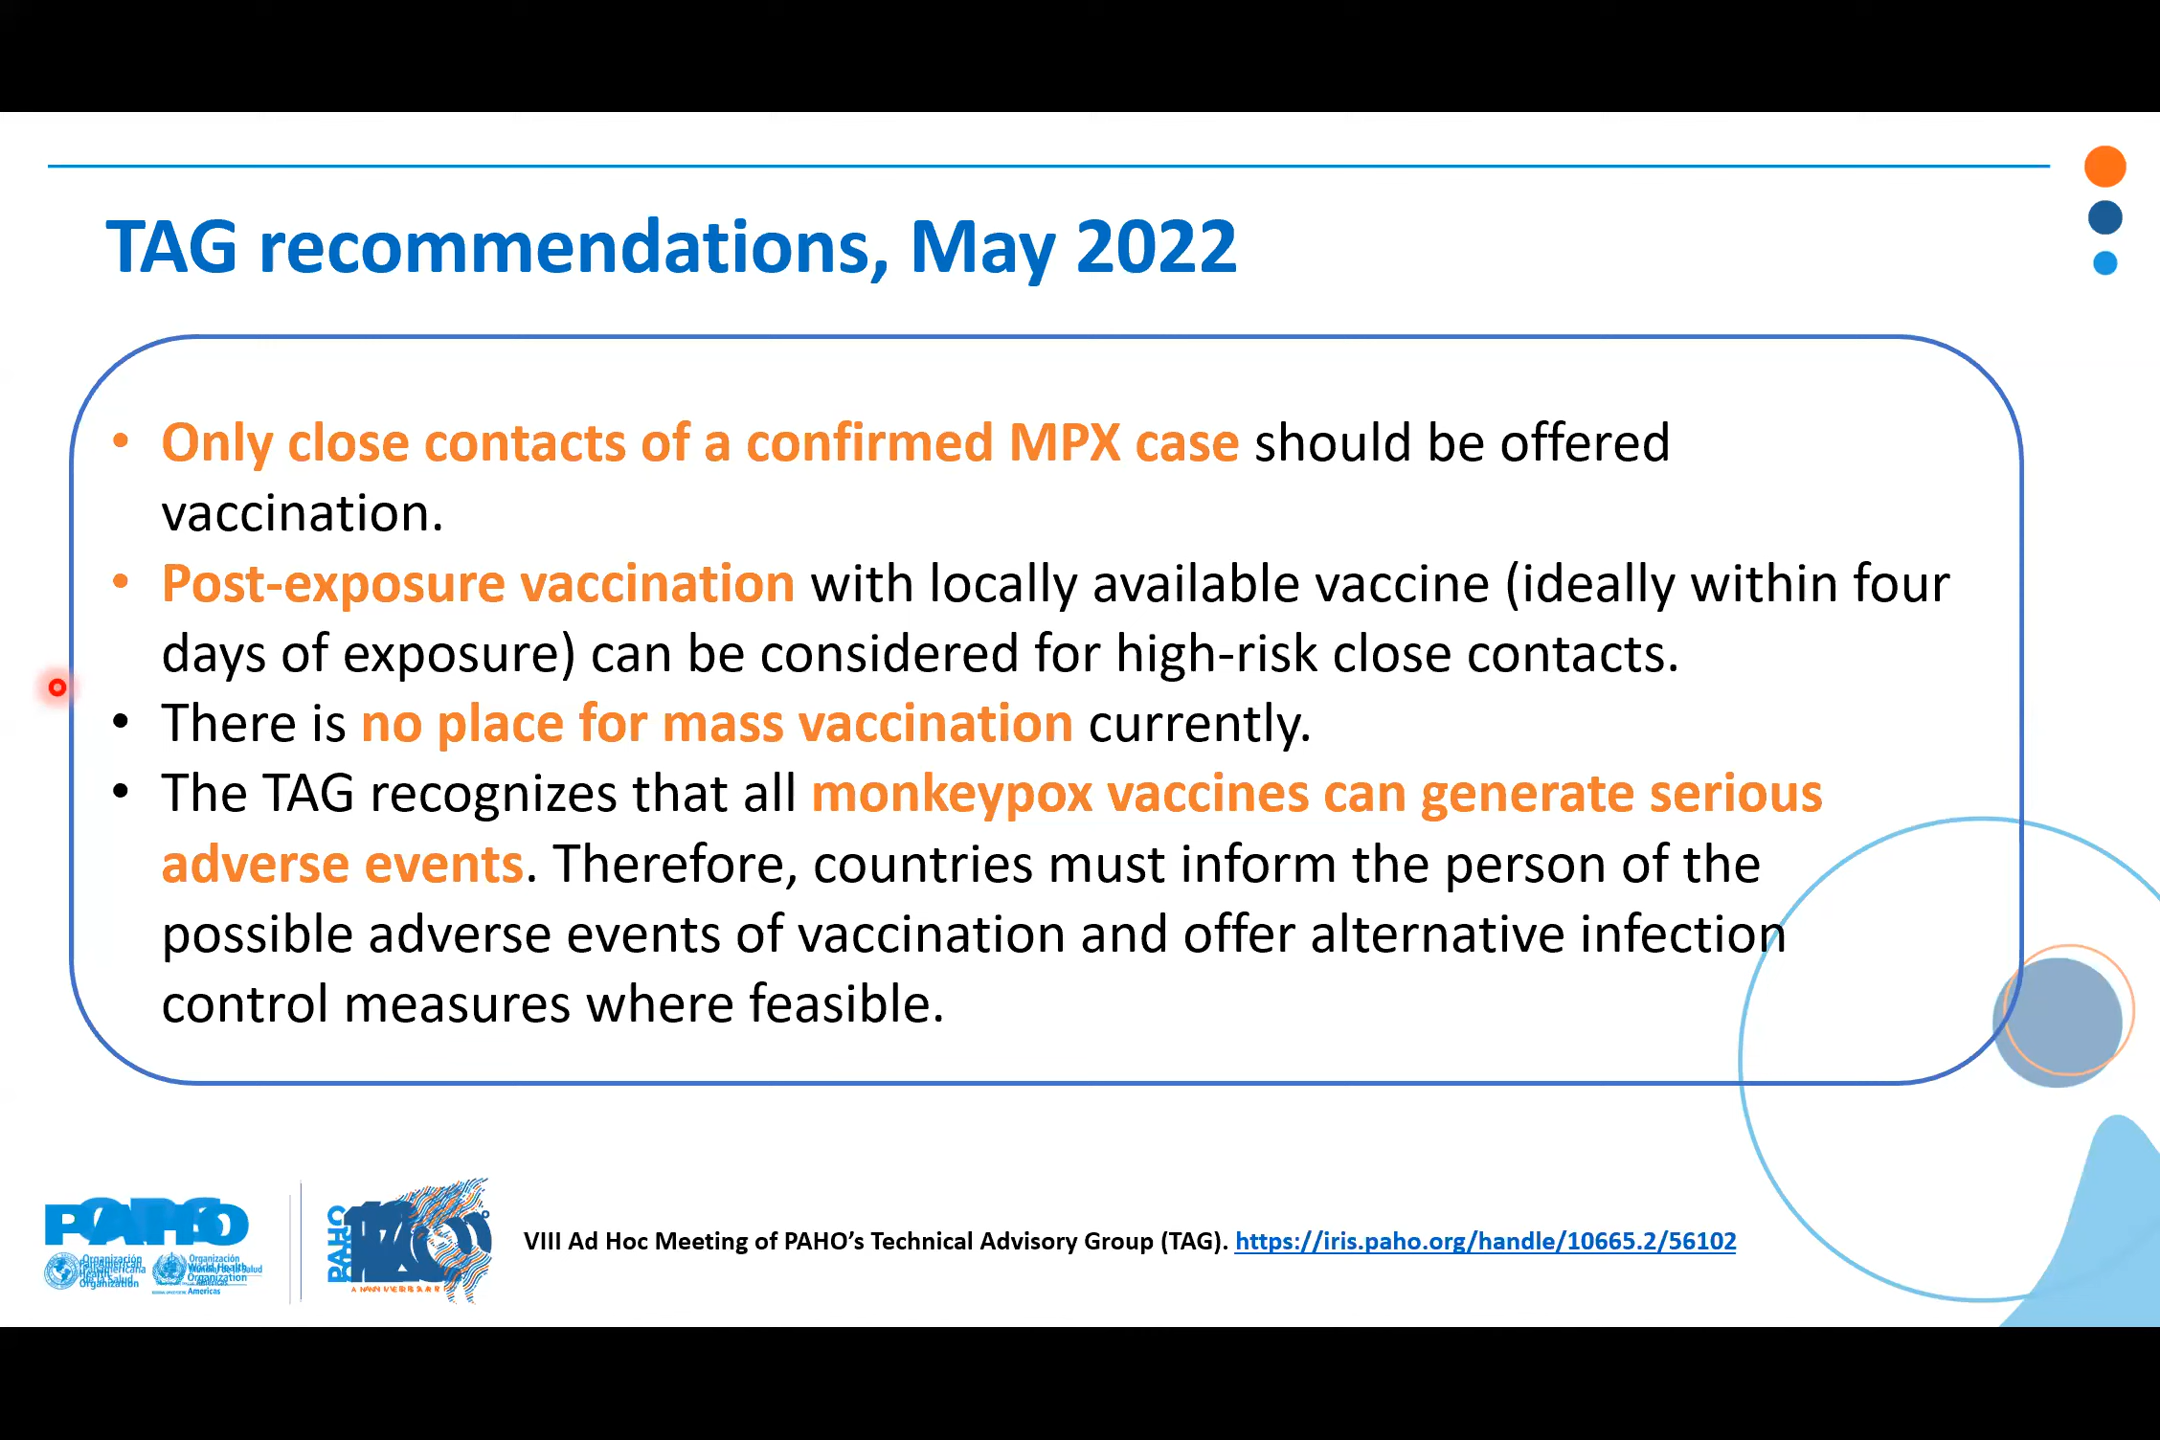 TAG recommendations, May 2022
• Only close contacts of a confirmed MPX case should be offered
vaccination.
• Post-exposure vaccination with locally available vaccine (ideally within four
days of exposure) can be considered for high-risk close contacts.
• There is no place for mass vaccination currently.
• The TAG recognizes that all monkeypox vaccines can generate serious
adverse events. Therefore, countries must inform the person of the
possible adverse events of vaccination and offer alternative infection
control measures where feasible.
PAHO
VIII Ad Hoc Meeting of PAHO’s Technical Advisory Group (TAG). https://iris.paho.org/handle/10665.2/56102